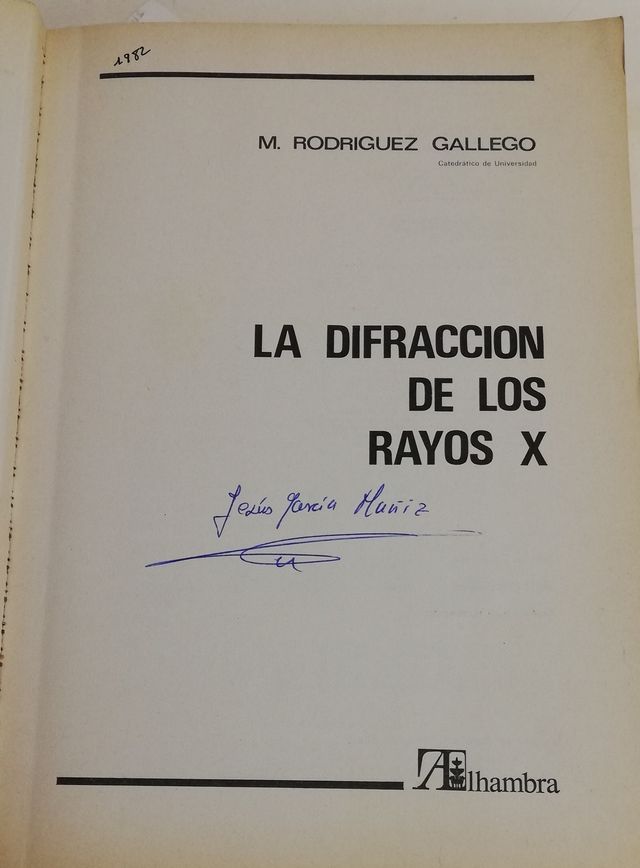 1982
M. RODRIGUEZ GALLEGO
Catedrático de Universidad
LA DIFRACCION
DE LOS
RAYOS X
Jesús García Muñiz
Alhambra